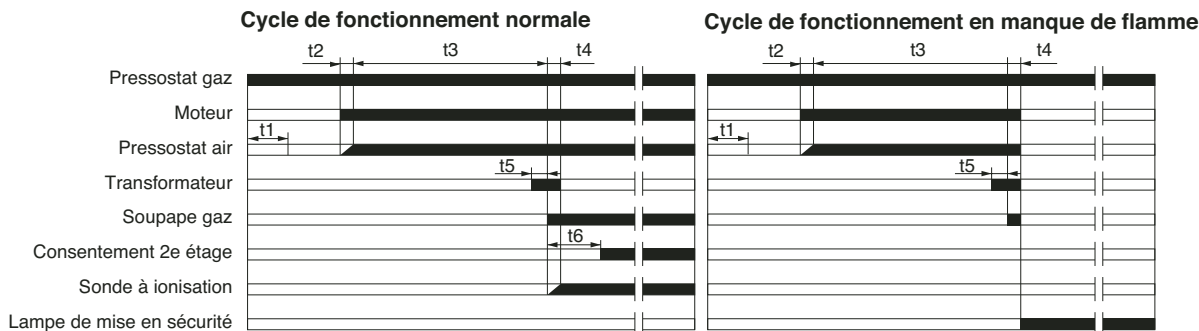 Cycle de fonctionnement normale
Cycle de fonctionnement en manque de flamme
t2 t3 t4
t2 t3 t4
Pressostat gaz
Moteur
t1
t1
Pressostat air
t5
t5
Transformateur
Soupape gaz
t6
Consentement 2e étage
Sonde à ionisation
Lampe de mise en sécurité